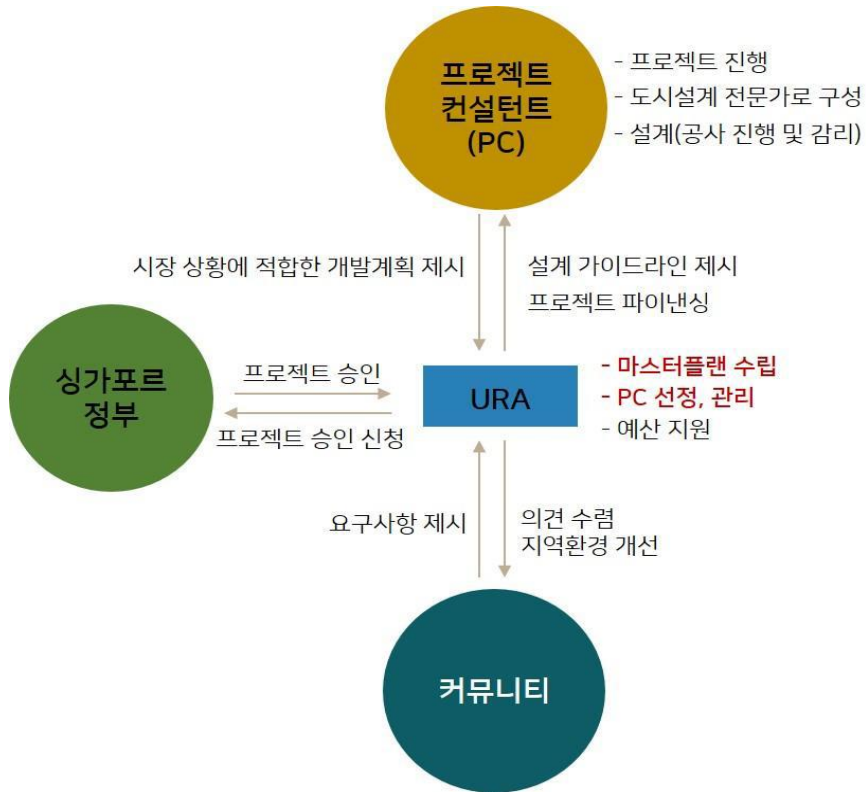 프로젝트
컨설턴트
(PC)
- 프로젝트 진행
- 도시설계 전문가로 구성
- 설계(공사 진행 및 감리)
시장 상황에 적합한 개발계획 제시
설계 가이드라인 제시
프로젝트 파이낸싱
싱가포르
정부
프로젝트 승인
프로젝트 승인 신청
URA
- 마스터플랜 수립
- PC 선정, 관리
- 예산 지원
요구사항 제시
의견 수렴
지역환경 개선
커뮤니티